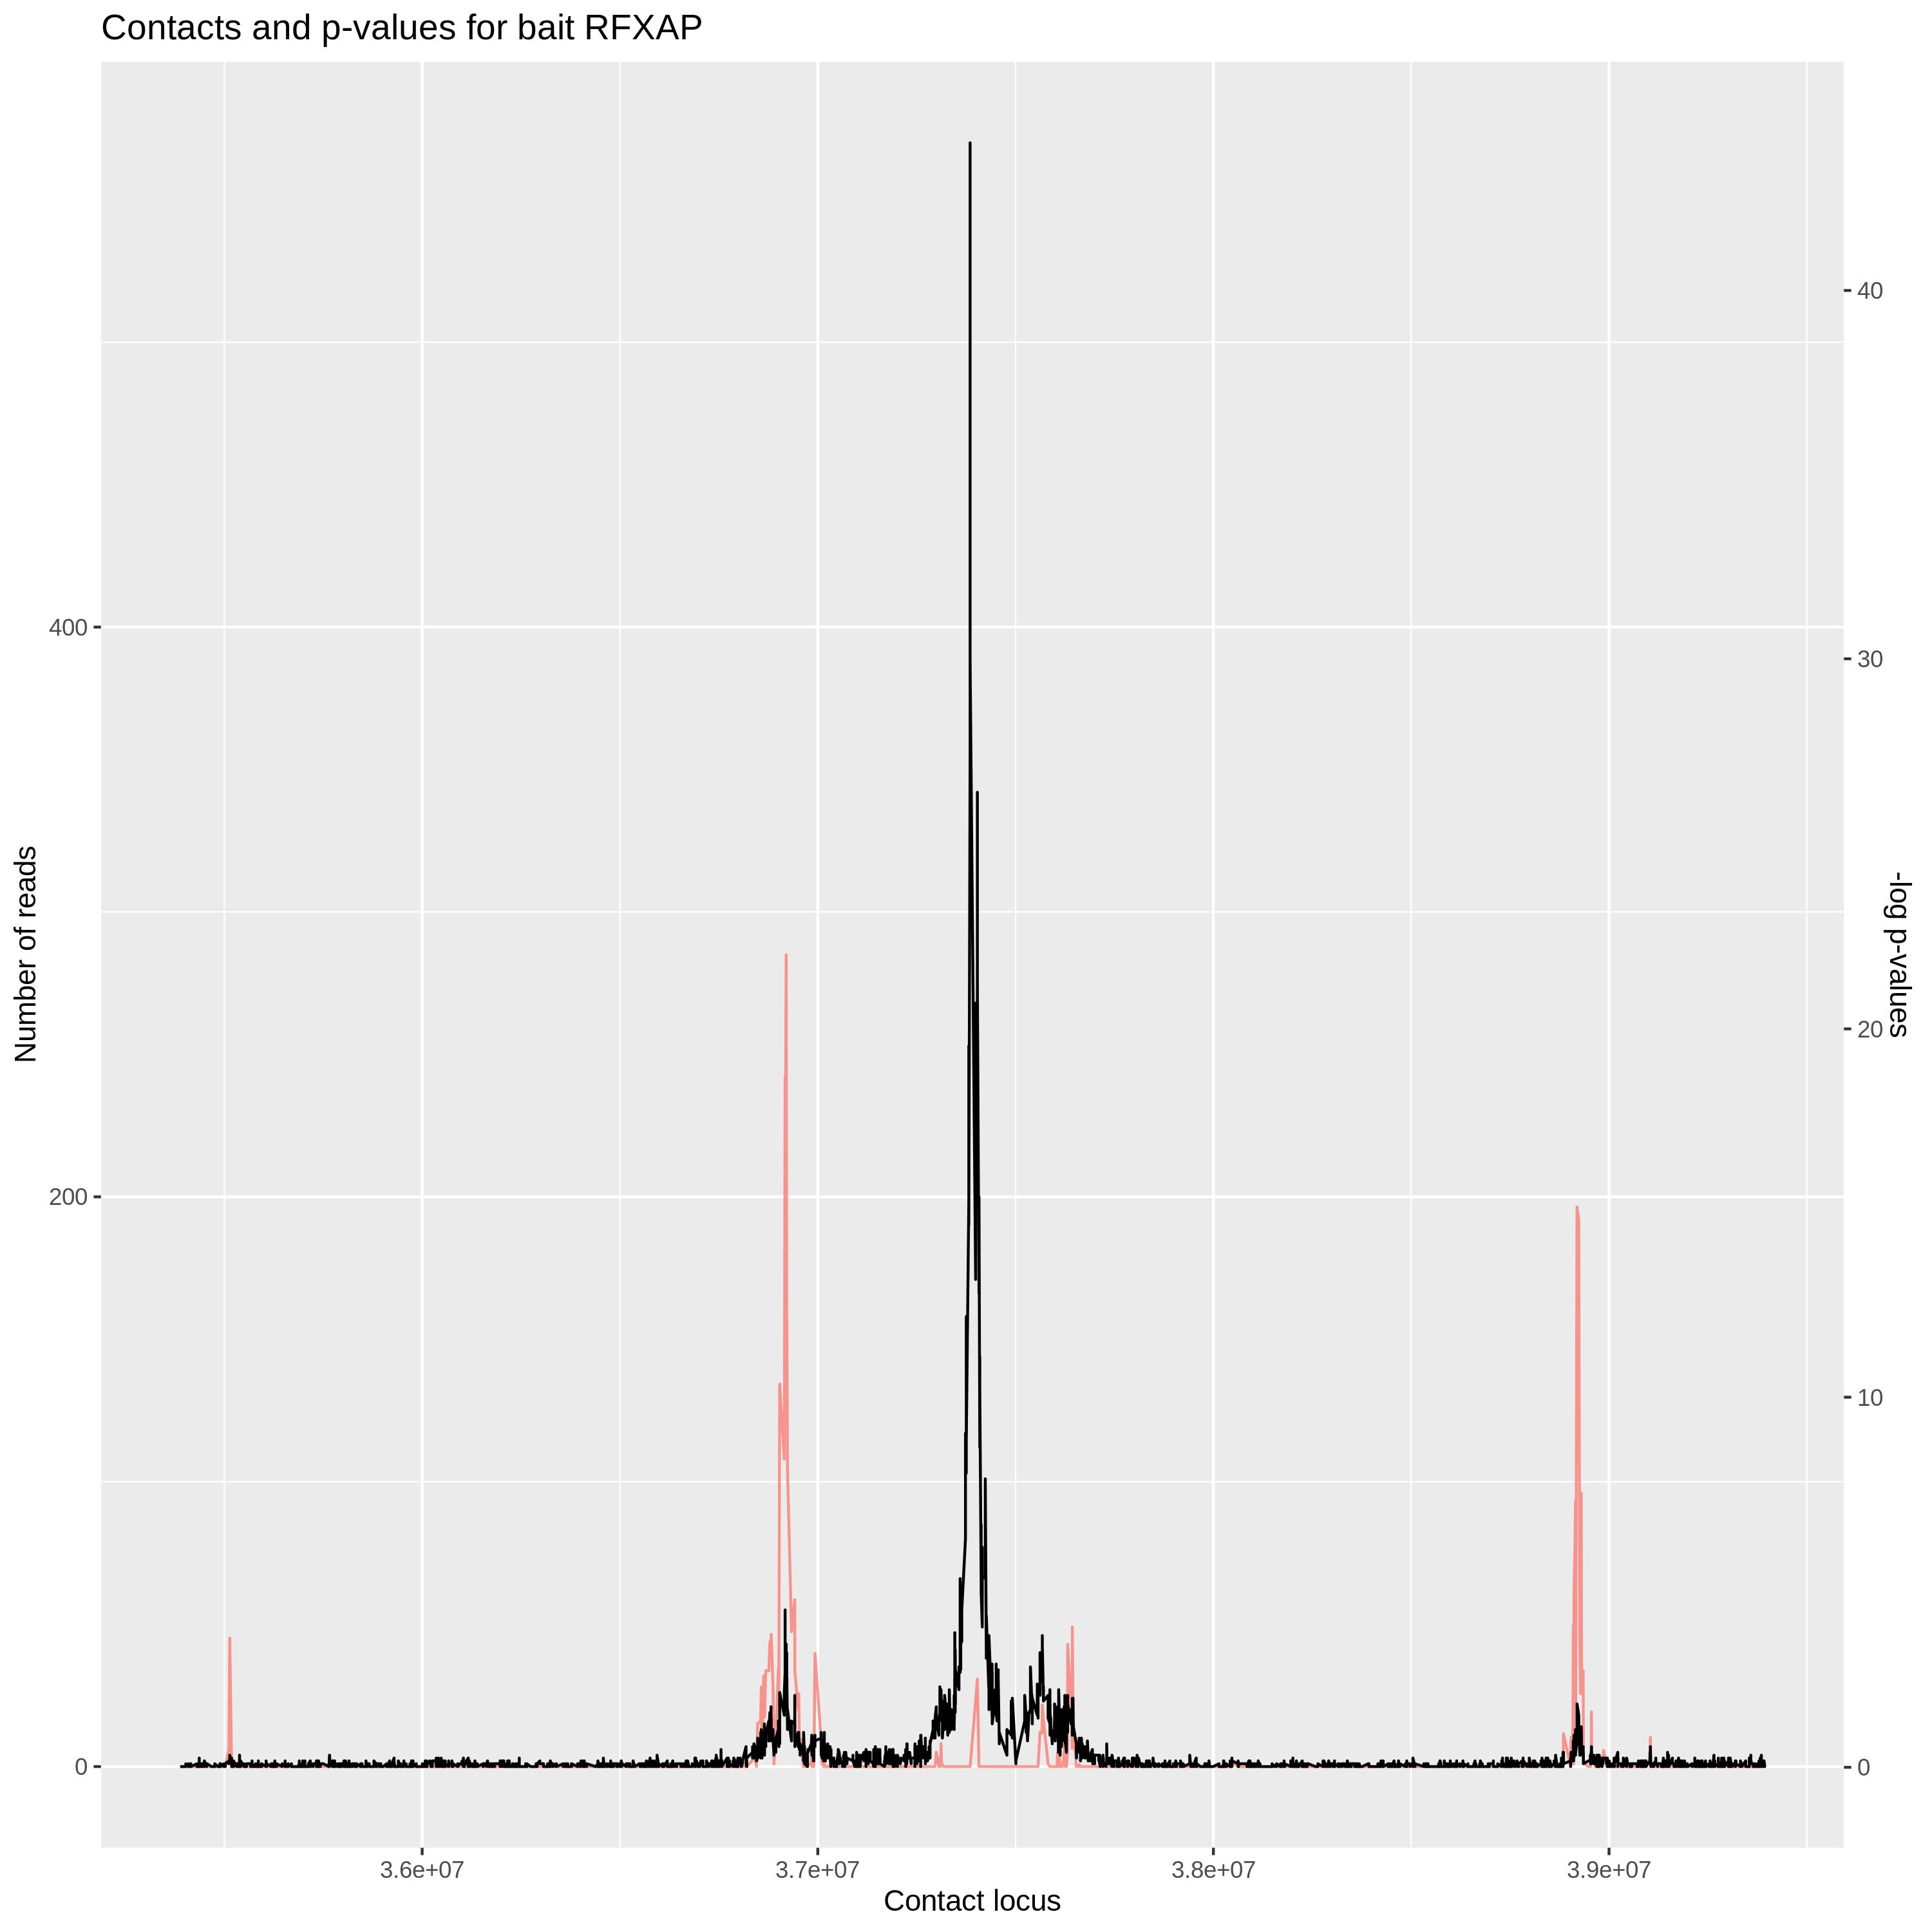 Contacts and p-values for bait RFXAP
Number of reads
400
200
0
40
30
20
10
0
-log p-values
3.6e+07
3.7e+07
3.8e+07
3.9e+07
Contact locus